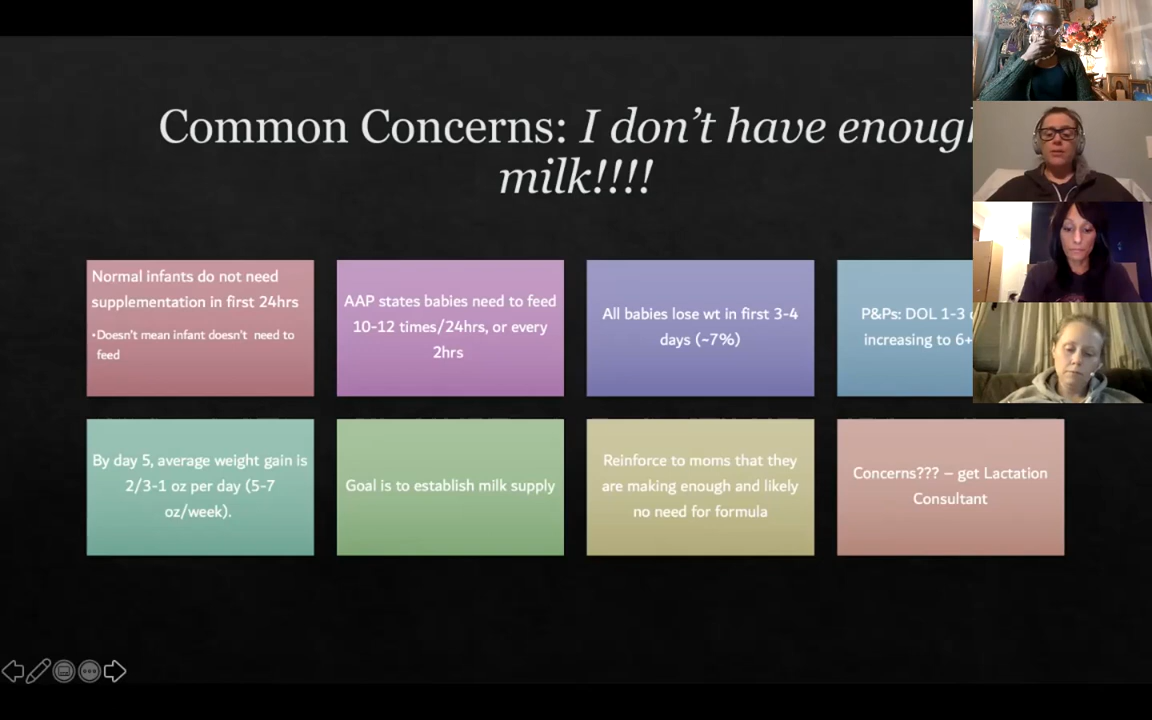 Common Concerns: I don't have enough
milk!!!!
Normal infants do not need
supplementation in first 24hrs
•Doesn't mean infant doesn't need to
feed
AAP states babies need to feed
10-12 times/24hrs, or every
2hrs
All babies lose wt in first 3-4
days (~7%)
P&Ps: DOL 1-3
increasing to 6+
By day 5, average weight gain is
2/3-1 oz per day (5-7
oz/week).
Goal is to establish milk supply
Reinforce to moms that they
are making enough and likely
no need for formula
Concerns??? – get Lactation
Consultant